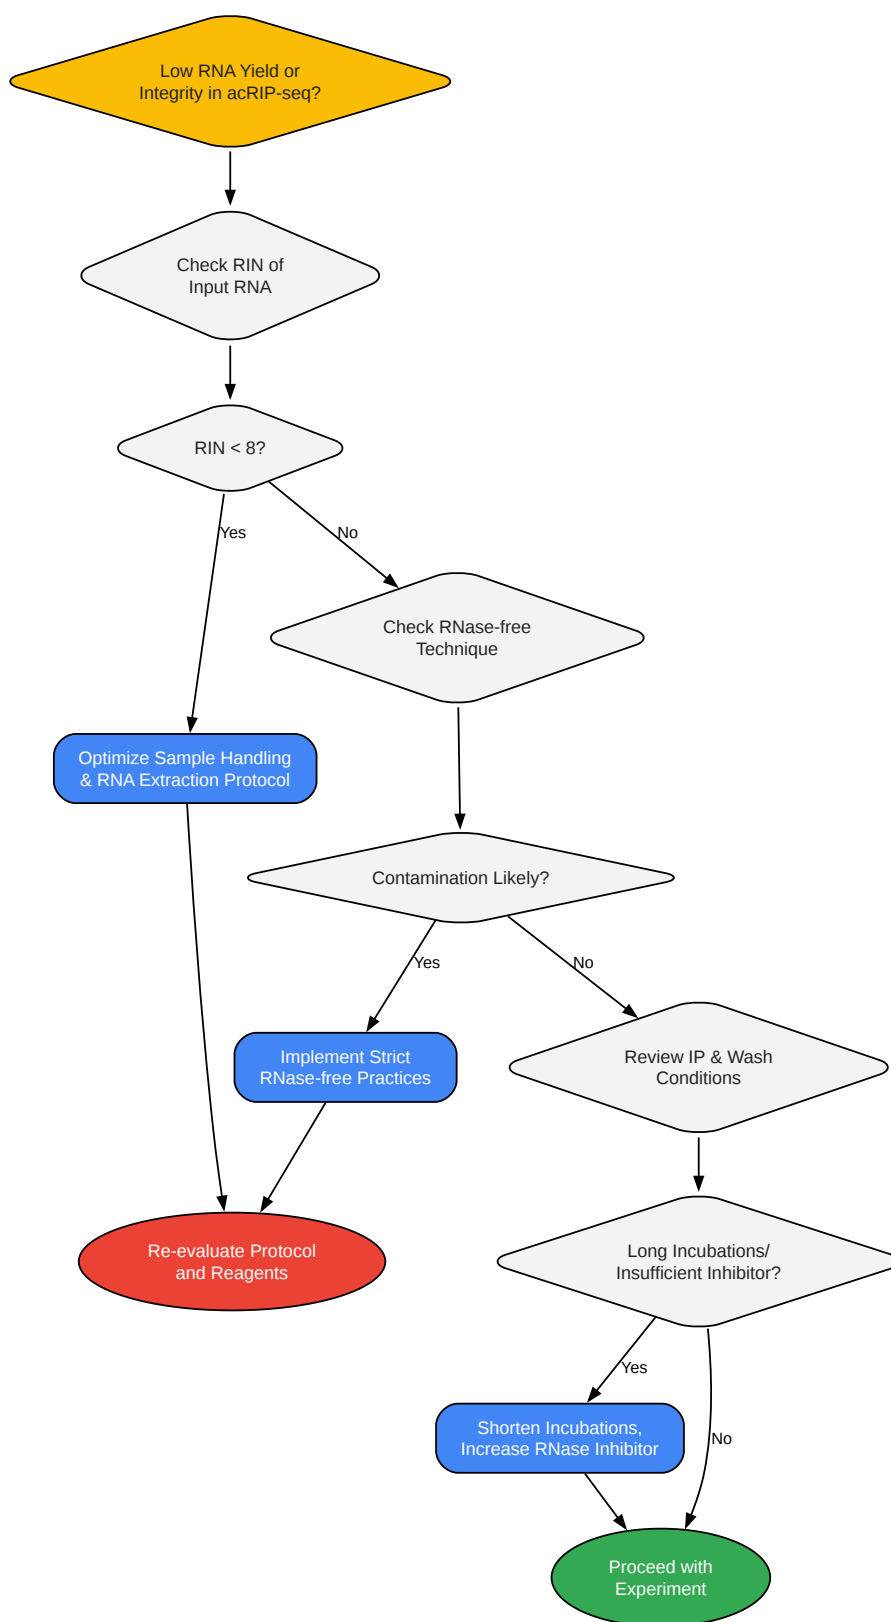 Low RNA Yield or
Integrity in acRIP-seq?
Check RIN of
Input RNA
RIN < 8?
Yes
No
Check RNase-free
Technique
Optimize Sample Handling
& RNA Extraction Protocol
Contamination Likely?
Yes
No
Implement Strict
RNase-free Practices
Review IP & Wash
Conditions
Re-evaluate Protocol
and Reagents
Long Incubations/
Insufficient Inhibitor?
Yes
No
Shorten Incubations,
Increase RNase Inhibitor
Proceed with
Experiment